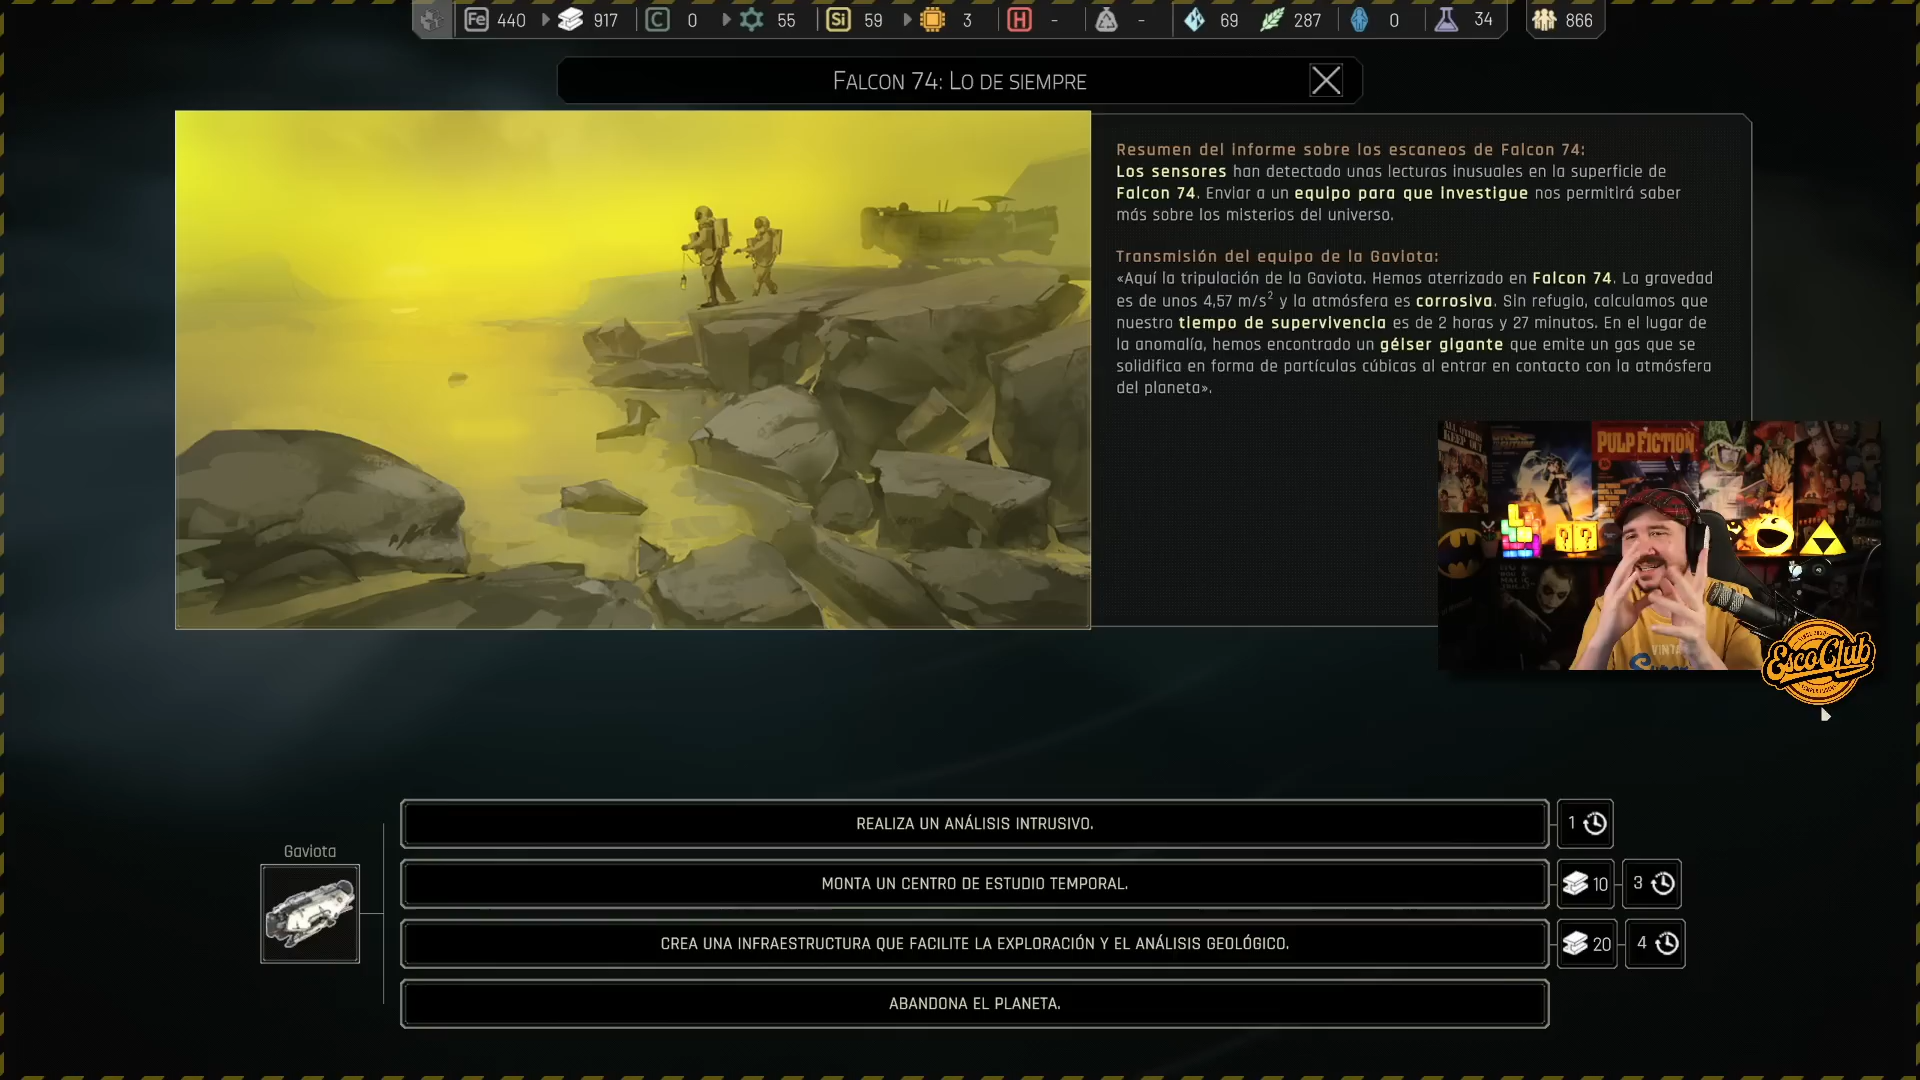 Fe 440 917 C 0 55 Si 59 3 H - - 69 287 0 34 866
FALCON 74: LO DE SIEMPRE
Resumen del informe sobre los escaneos de Falcon 74:
Los sensores han detectado unas lecturas inusuales en la superficie de
Falcon 74. Enviar a un equipo para que investigue nos permitirá saber
más sobre los misterios del universo.
Transmisión del equipo de la Gaviota:
«Aquí la tripulación de la Gaviota. Hemos aterrizado en Falcon 74. La gravedad
es de unos 4,57 m/s² y la atmósfera es corrosiva. Sin refugio, calculamos que
nuestro tiempo de supervivencia es de 2 horas y 27 minutos. En el lugar de
la anomalía, hemos encontrado un géiser gigante que emite un gas que se
solidifica en forma de partículas cúbicas al entrar en contacto con la atmósfera
del planeta».
ALL OTHERS
KEEP OUT
PULP FICTION
EscoClub
Gaviota
REALIZA UN ANÁLISIS INTRUSIVO.
1
MONTA UN CENTRO DE ESTUDIO TEMPORAL.
10 3
CREA UNA INFRAESTRUCTURA QUE FACILITE LA EXPLORACIÓN Y EL ANÁLISIS GEOLÓGICO.
20 4
ABANDONA EL PLANETA.